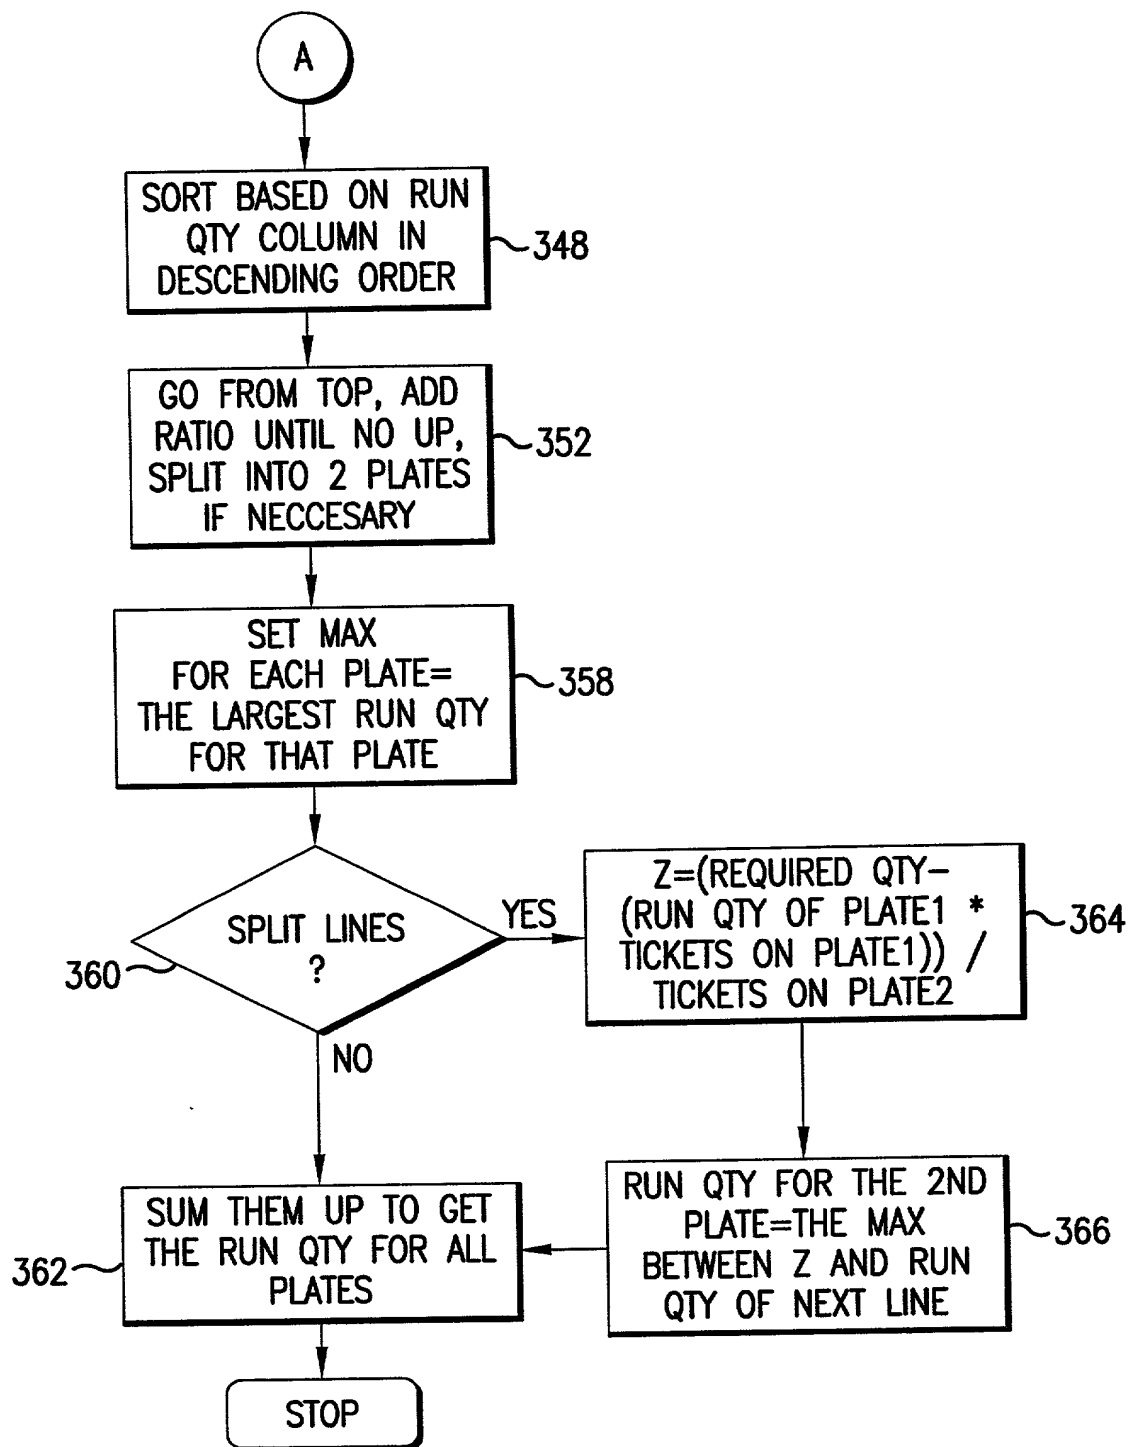 A
SORT BASED ON RUN
QTY COLUMN IN
DESCENDING ORDER
348
GO FROM TOP, ADD
RATIO UNTIL NO UP,
SPLIT INTO 2 PLATES
IF NECCESARY
352
SET MAX
FOR EACH PLATE=
THE LARGEST RUN QTY
FOR THAT PLATE
358
SPLIT LINES
?
360
YES
NO
Z=(REQUIRED QTY-
(RUN QTY OF PLATE1 *
TICKETS ON PLATE1)) /
TICKETS ON PLATE2
364
RUN QTY FOR THE 2ND
PLATE=THE MAX
BETWEEN Z AND RUN
QTY OF NEXT LINE
366
SUM THEM UP TO GET
THE RUN QTY FOR ALL
PLATES
362
STOP